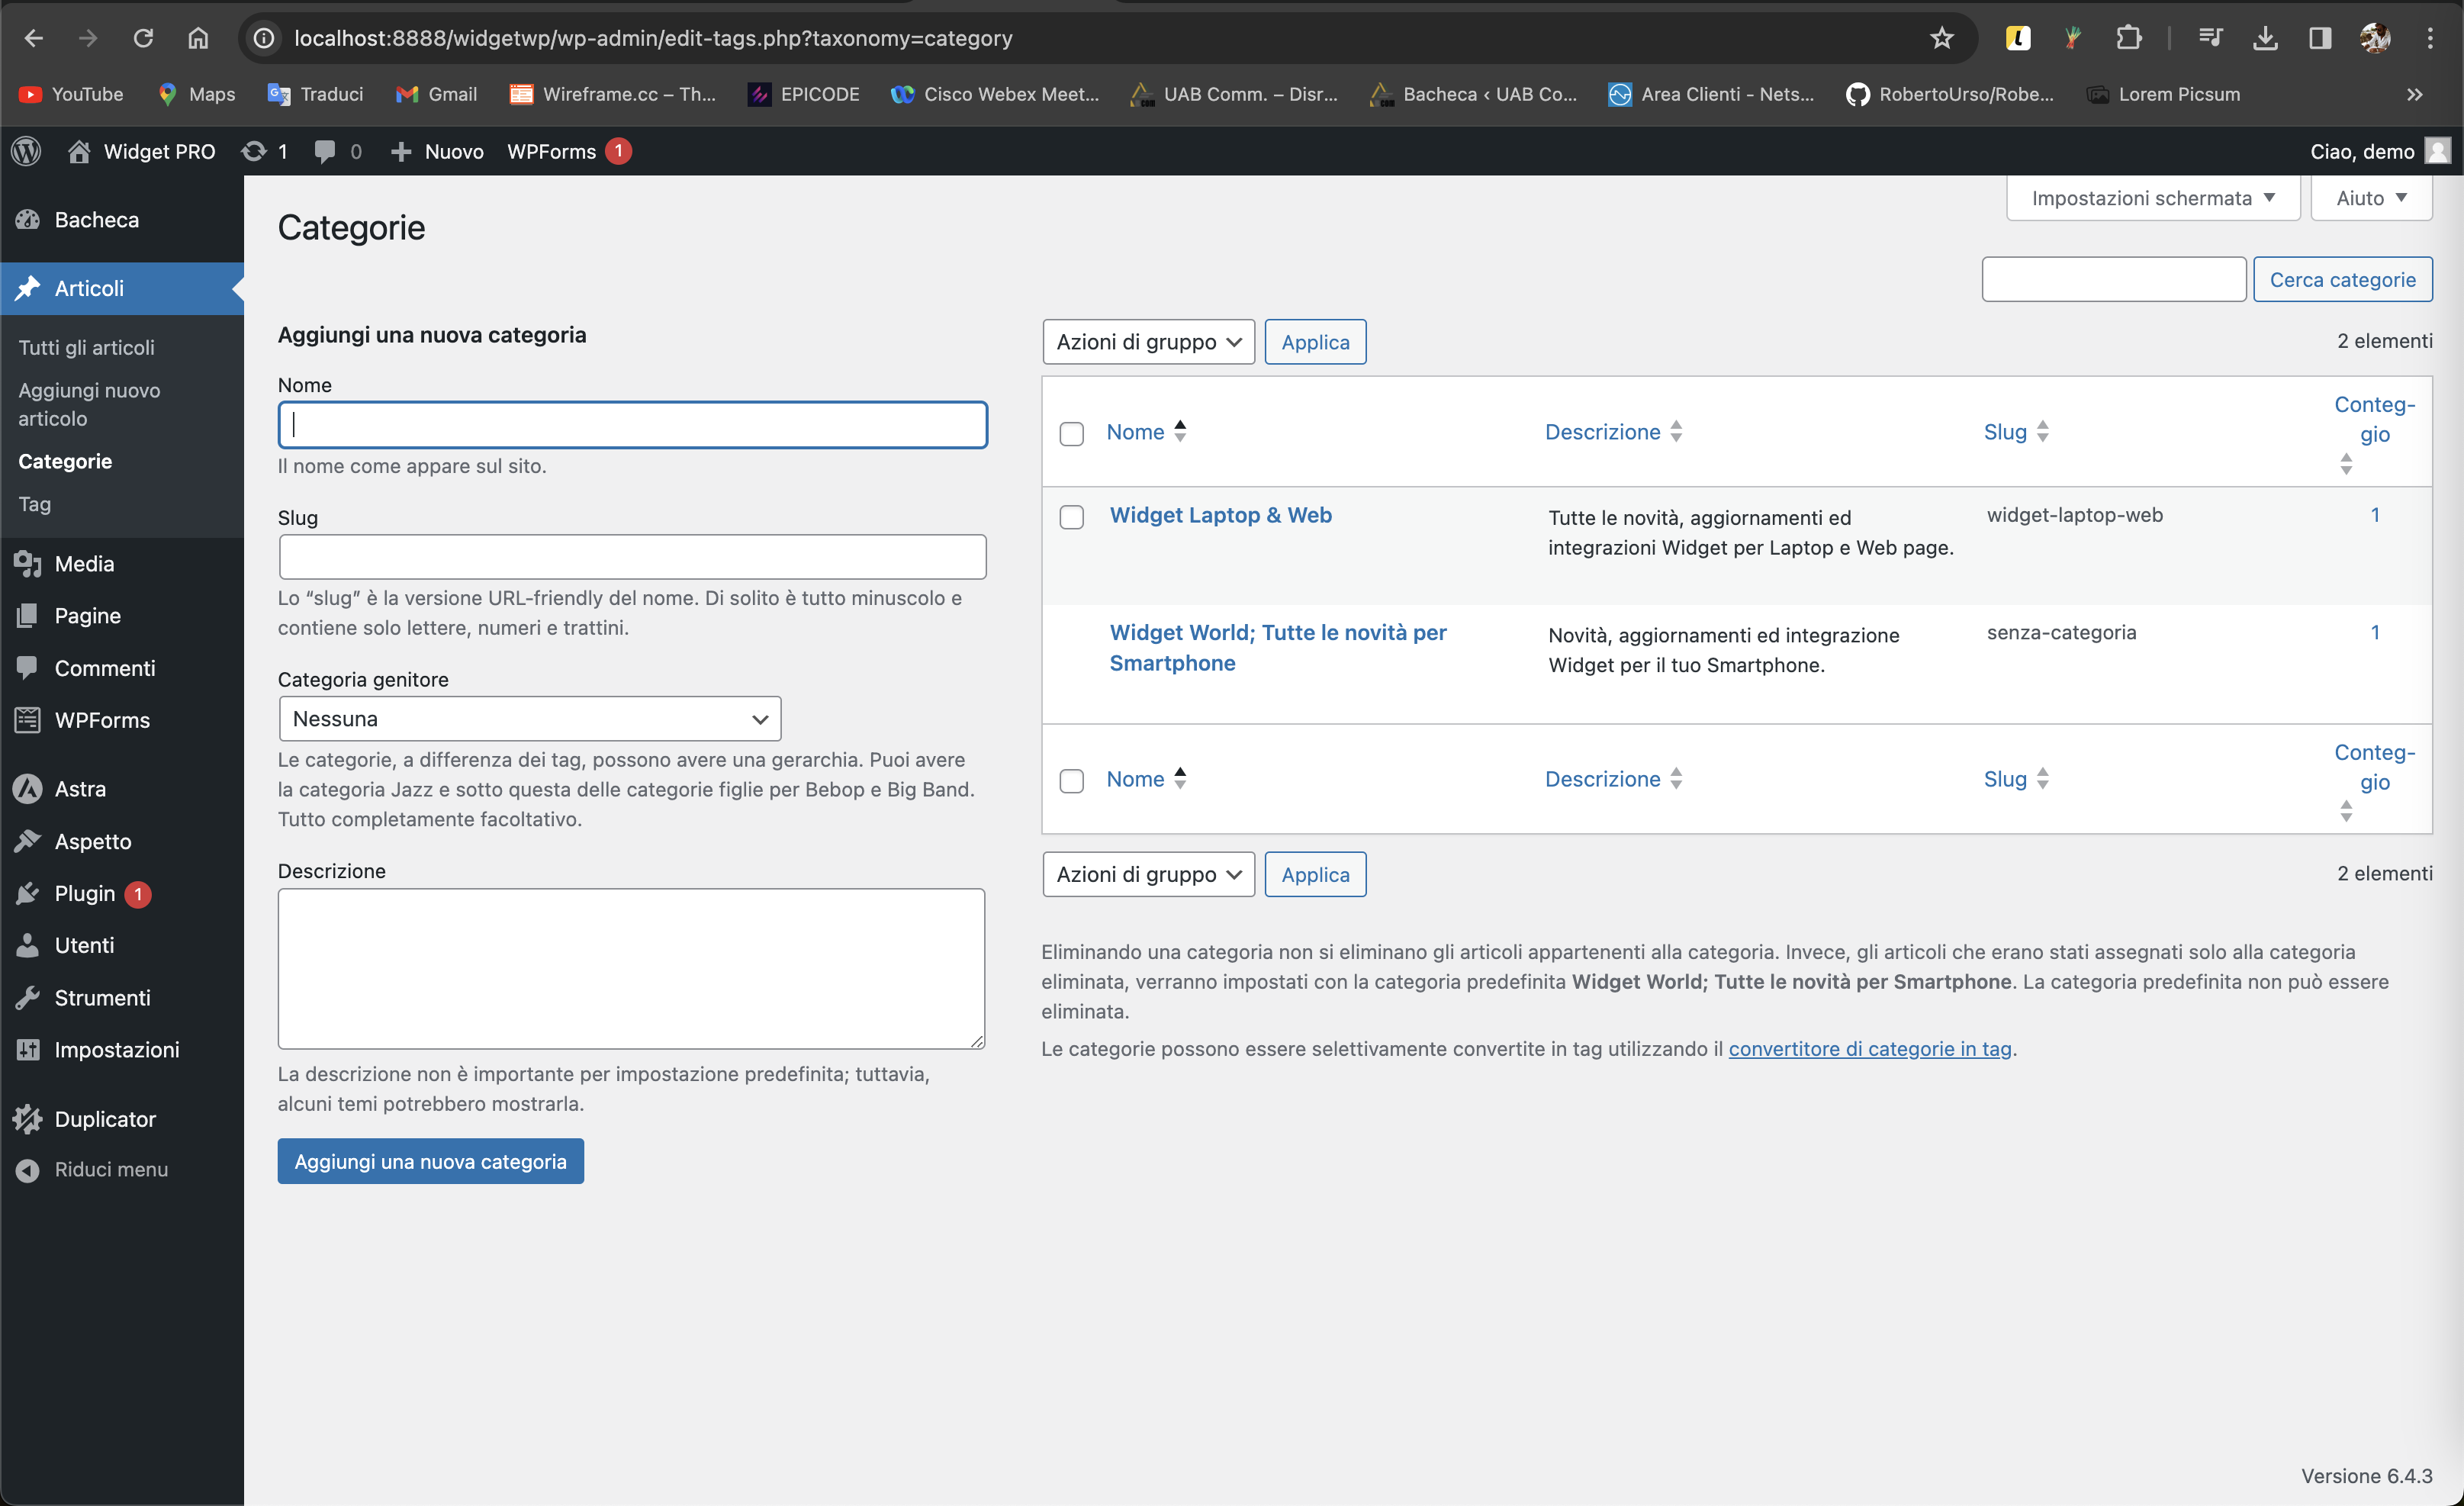 localhost:8888/widgetwp/wp-admin/edit-tags.php?taxonomy=category
YouTube Maps Traduci Gmail Wireframe.cc – Th... EPICODE Cisco Webex Meet... UAB Comm. – Disr... Bacheca ‹ UAB Co... Area Clienti - Nets... RobertoUrso/Robe... Lorem Picsum »
Widget PRO 1 0 + Nuovo WPForms 1 Ciao, demo
Bacheca
Articoli
Tutti gli articoli
Aggiungi nuovo
articolo
Categorie
Tag
Media
Pagine
Commenti
WPForms
Astra
Aspetto
Plugin 1
Utenti
Strumenti
Impostazioni
Duplicator
Riduci menu
Impostazioni schermata
Aiuto
Categorie
Cerca categorie
Aggiungi una nuova categoria
Nome
Il nome come appare sul sito.
Slug
Lo “slug” è la versione URL-friendly del nome. Di solito è tutto minuscolo e
contiene solo lettere, numeri e trattini.
Categoria genitore
Nessuna
Le categorie, a differenza dei tag, possono avere una gerarchia. Puoi avere
la categoria Jazz e sotto questa delle categorie figlie per Bebop e Big Band.
Tutto completamente facoltativo.
Descrizione
La descrizione non è importante per impostazione predefinita; tuttavia,
alcuni temi potrebbero mostrarla.
Aggiungi una nuova categoria
Azioni di gruppo Applica 2 elementi
Nome Descrizione Slug Conteg-
gio
Widget Laptop & Web
Tutte le novità, aggiornamenti ed
integrazioni Widget per Laptop e Web page.
widget-laptop-web
1
Widget World; Tutte le novità per
Smartphone
Novità, aggiornamenti ed integrazione
Widget per il tuo Smartphone.
senza-categoria
1
Nome Descrizione Slug Conteg-
gio
Azioni di gruppo Applica 2 elementi
Eliminando una categoria non si eliminano gli articoli appartenenti alla categoria. Invece, gli articoli che erano stati assegnati solo alla categoria
eliminata, verranno impostati con la categoria predefinita Widget World; Tutte le novità per Smartphone. La categoria predefinita non può essere
eliminata.
Le categorie possono essere selettivamente convertite in tag utilizzando il convertitore di categorie in tag.
Versione 6.4.3